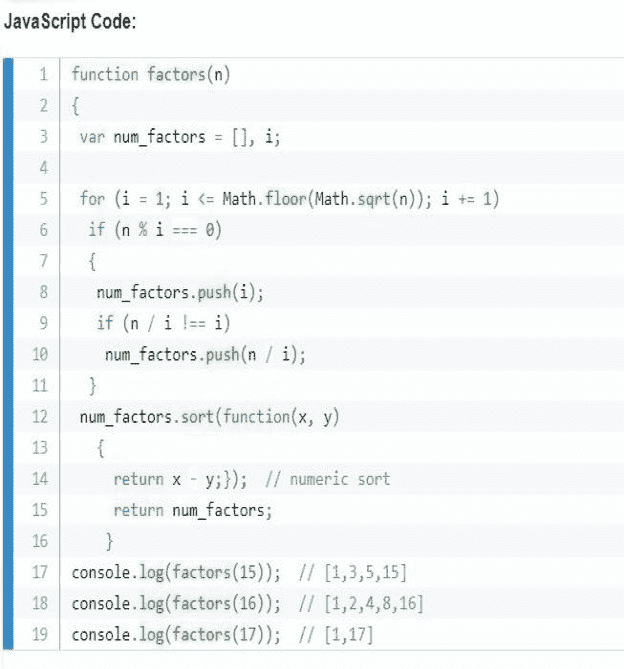 JavaScript Code:
1 function factors(n)
2 {
3 var num_factors = [], i;
4
5 for (i = 1; i <= Math.floor(Math.sqrt(n)); i += 1)
6 if (n % i === 0)
7 {
8 num_factors.push(i);
9 if (n / i !== i)
10 num_factors.push(n / i);
11 }
12 num_factors.sort(function(x, y)
13 {
14 return x - y;}); // numeric sort
15 return num_factors;
16 }
17 console.log(factors(15)); // [1,3,5,15]
18 console.log(factors(16)); // [1,2,4,8,16]
19 console.log(factors(17)); // [1,17]